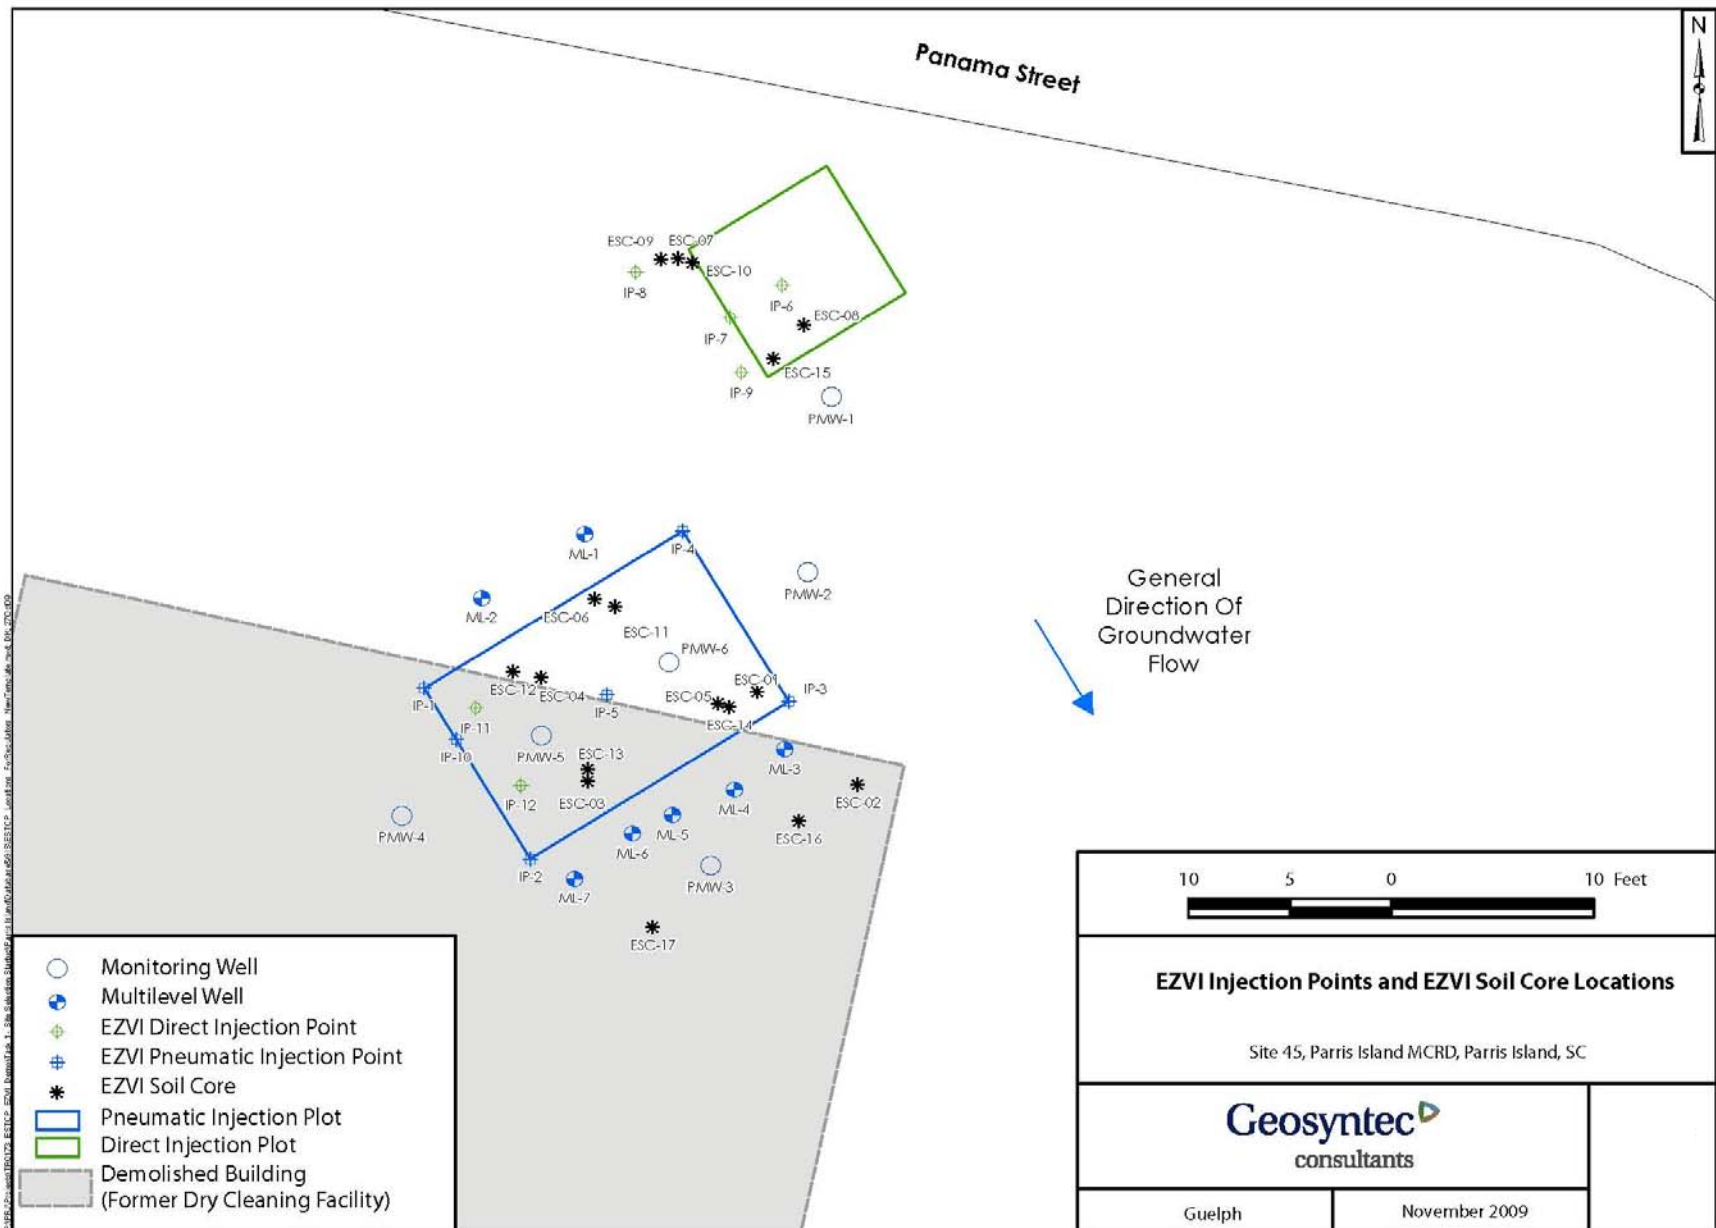 Panama Street
N
ESC-09
ESC-07
ESC-10
IP-8
IP-6
ESC-08
IP-7
ESC-15
IP-9
PMW-1
ML-1
IP-4
PMW-2
ML-2
ESC-06
ESC-11
PMW-6
General
Direction Of
Groundwater
Flow
ESC-12
ESC-04
ESC-05
ESC-01
IP-3
IP-1
IP-11
IP-5
ESC-14
IP-10
PMW-5
ESC-13
ML-3
IP-12
ESC-03
ML-4
ESC-02
PMW-4
ML-5
ESC-16
ML-6
IP-2
ML-7
PMW-3
ESC-17
Monitoring Well
Multilevel Well
EZVI Direct Injection Point
EZVI Pneumatic Injection Point
EZVI Soil Core
Pneumatic Injection Plot
Direct Injection Plot
Demolished Building
(Former Dry Cleaning Facility)
10 5 0 10 Feet
EZVI Injection Points and EZVI Soil Core Locations
Site 45, Parris Island MCRD, Parris Island, SC
Geosyntec
consultants
Guelph
November 2009